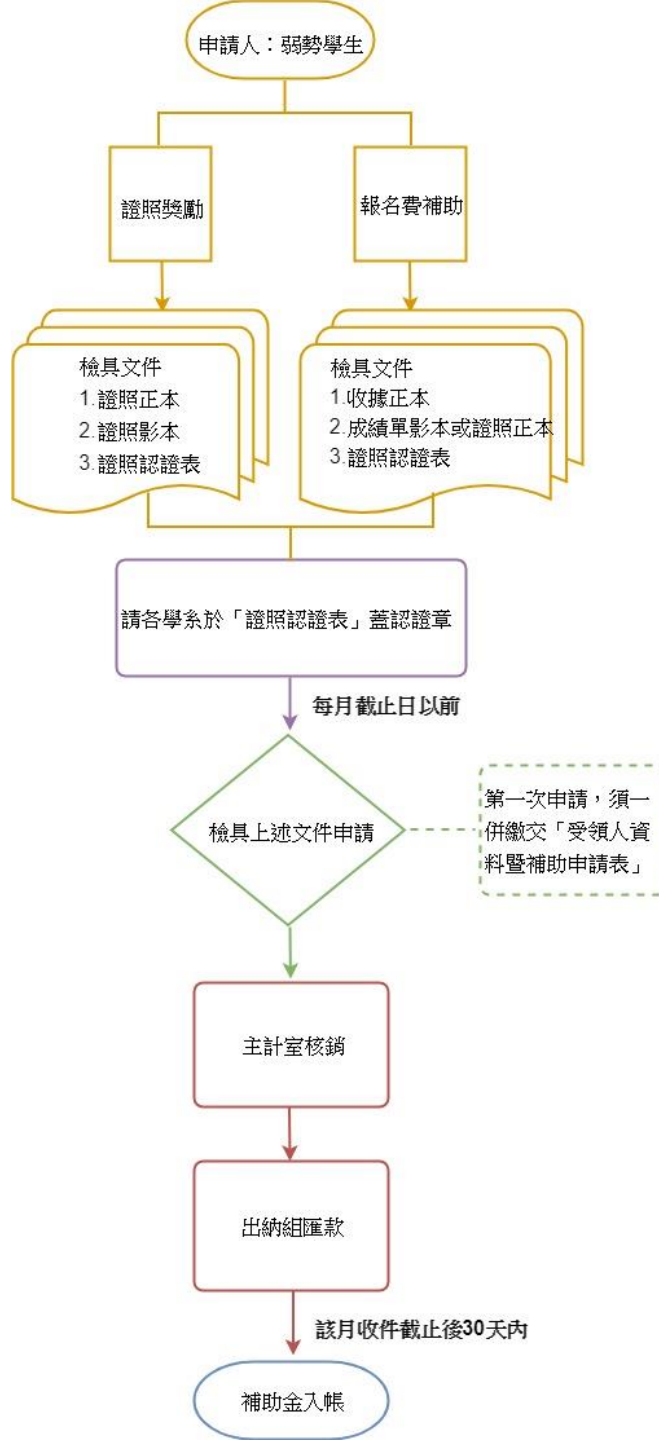 申請人：弱勢學生
證照獎勵
報名費補助
檢具文件
1.證照正本
2.證照影本
3.證照認證表
檢具文件
1.收據正本
2.成績單影本或證照正本
3.證照認證表
請各學系於「證照認證表」蓋認證章
每月截止日以前
檢具上述文件申請
第一次申請，須一
併繳交「受領人資
料暨補助申請表」
主計室核銷
出納組匯款
該月收件截止後30天內
補助金入帳